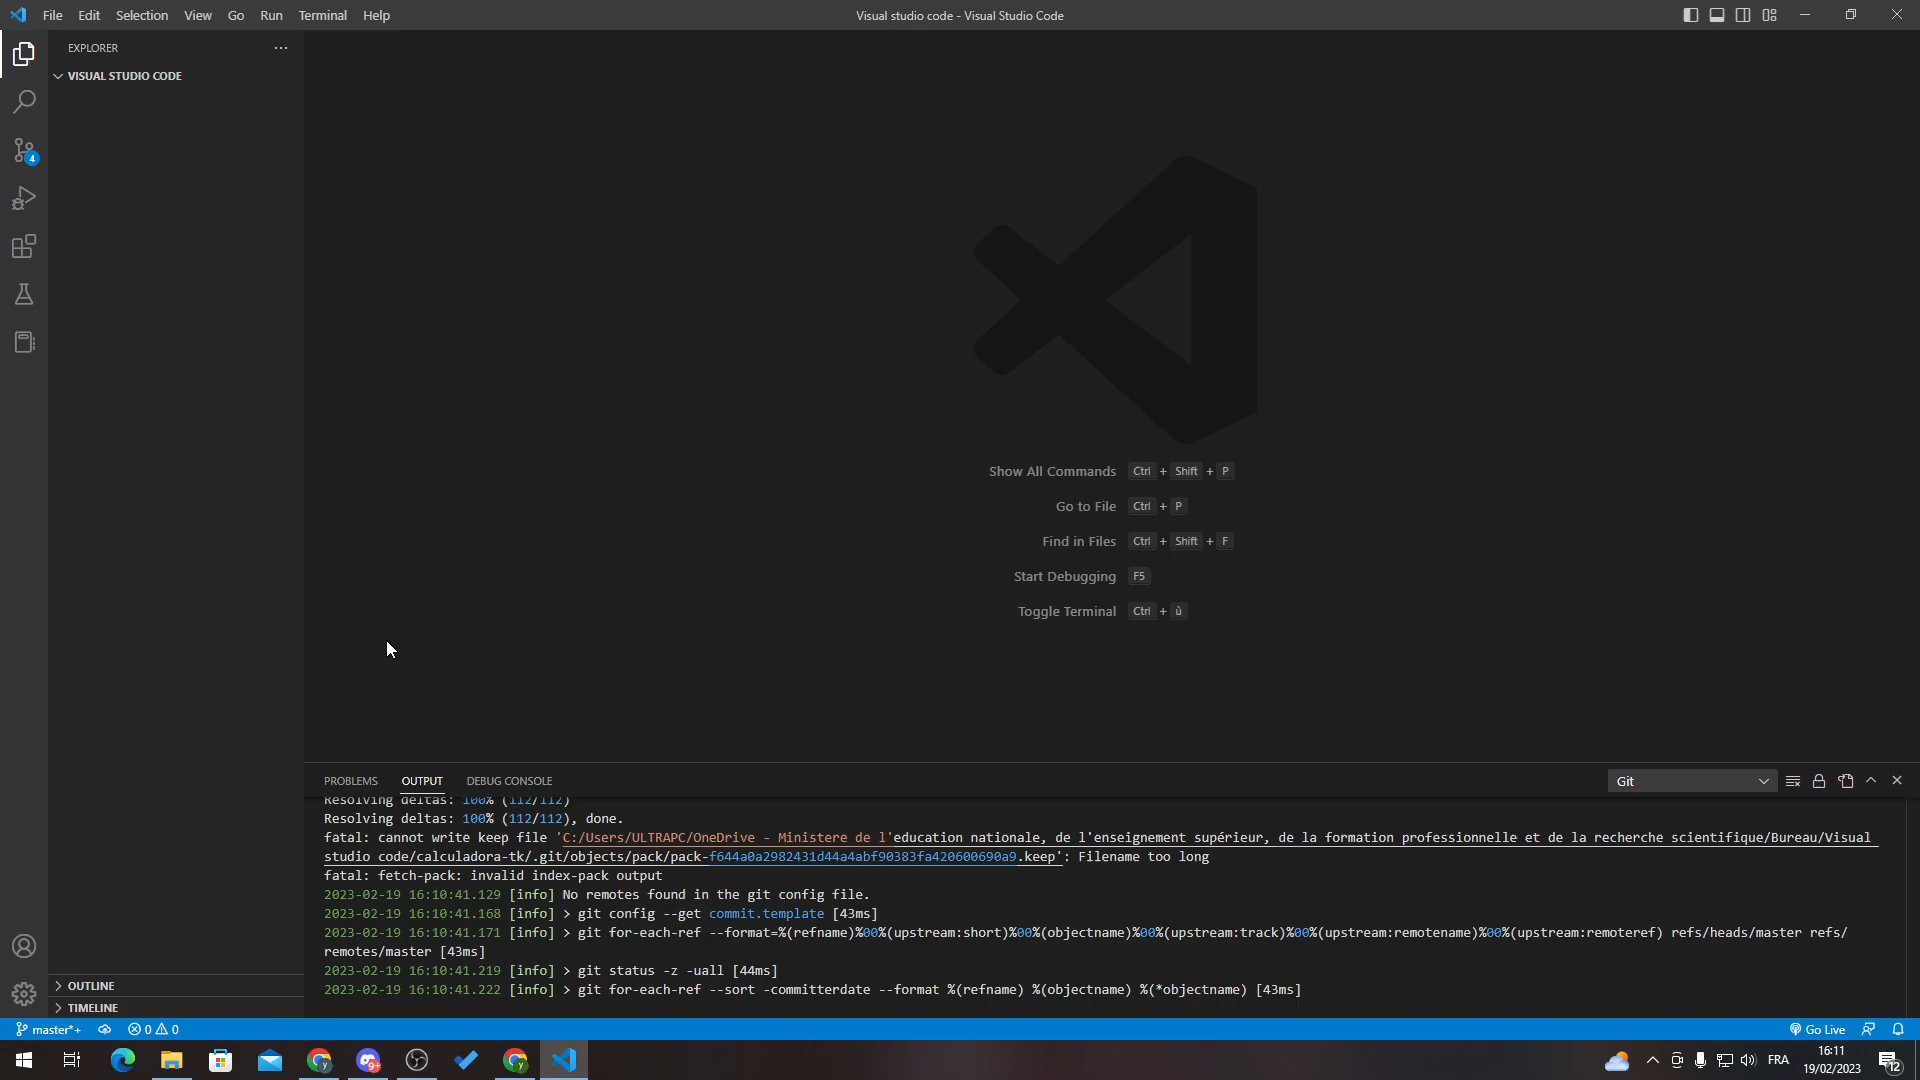 File Edit Selection View Go Run Terminal Help
Visual studio code - Visual Studio Code
EXPLORER
VISUAL STUDIO CODE
4
Show All Commands Ctrl + Shift + P
Go to File Ctrl + P
Find in Files Ctrl + Shift + F
Start Debugging F5
Toggle Terminal Ctrl + ù
PROBLEMS OUTPUT DEBUG CONSOLE
Git
Resolving deltas: 100% (112/112)
Resolving deltas: 100% (112/112), done.
fatal: cannot write keep file 'C:/Users/ULTRAPC/OneDrive - Ministere de l'education nationale, de l'enseignement supérieur, de la formation professionnelle et de la recherche scientifique/Bureau/Visual
studio code/calculadora-tk/.git/objects/pack/pack-f644a0a2982431d44a4abf90383fa420600690a9.keep': Filename too long
fatal: fetch-pack: invalid index-pack output
2023-02-19 16:10:41.129 [info] No remotes found in the git config file.
2023-02-19 16:10:41.168 [info] > git config --get commit.template [43ms]
2023-02-19 16:10:41.171 [info] > git for-each-ref --format=%(refname)%00%(upstream:short)%00%(objectname)%00%(upstream:track)%00%(upstream:remotename)%00%(upstream:remoteref) refs/heads/master refs/
remotes/master [43ms]
2023-02-19 16:10:41.219 [info] > git status -z -uall [44ms]
2023-02-19 16:10:41.222 [info] > git for-each-ref --sort -committerdate --format %(refname) %(objectname) %(*objectname) [43ms]
OUTLINE
TIMELINE
master*+ 0 0
Go Live
9+
FRA
16:11
19/02/2023
12